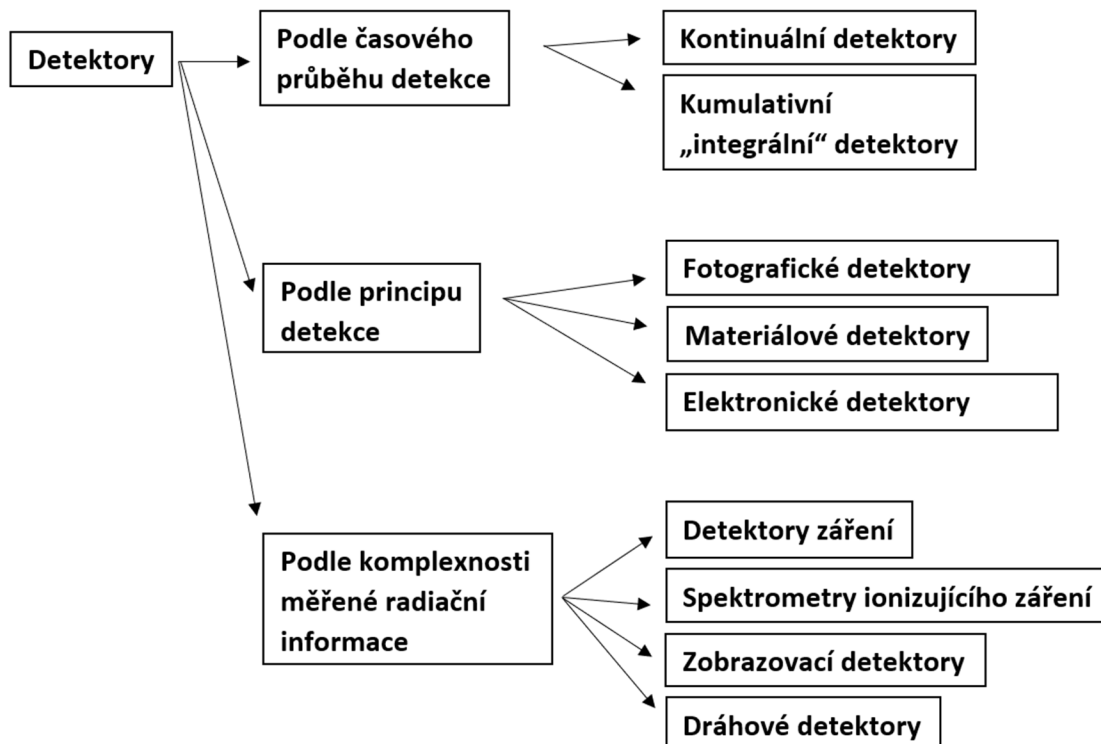 Detektory
Podle časového
průběhu detekce
Kontinuální detektory
Kumulativní
„integrální“ detektory
Podle principu
detekce
Fotografické detektory
Materiálové detektory
Elektronické detektory
Podle komplexnosti
měřené radiační
informace
Detektory záření
Spektrometry ionizujícího záření
Zobrazovací detektory
Dráhové detektory